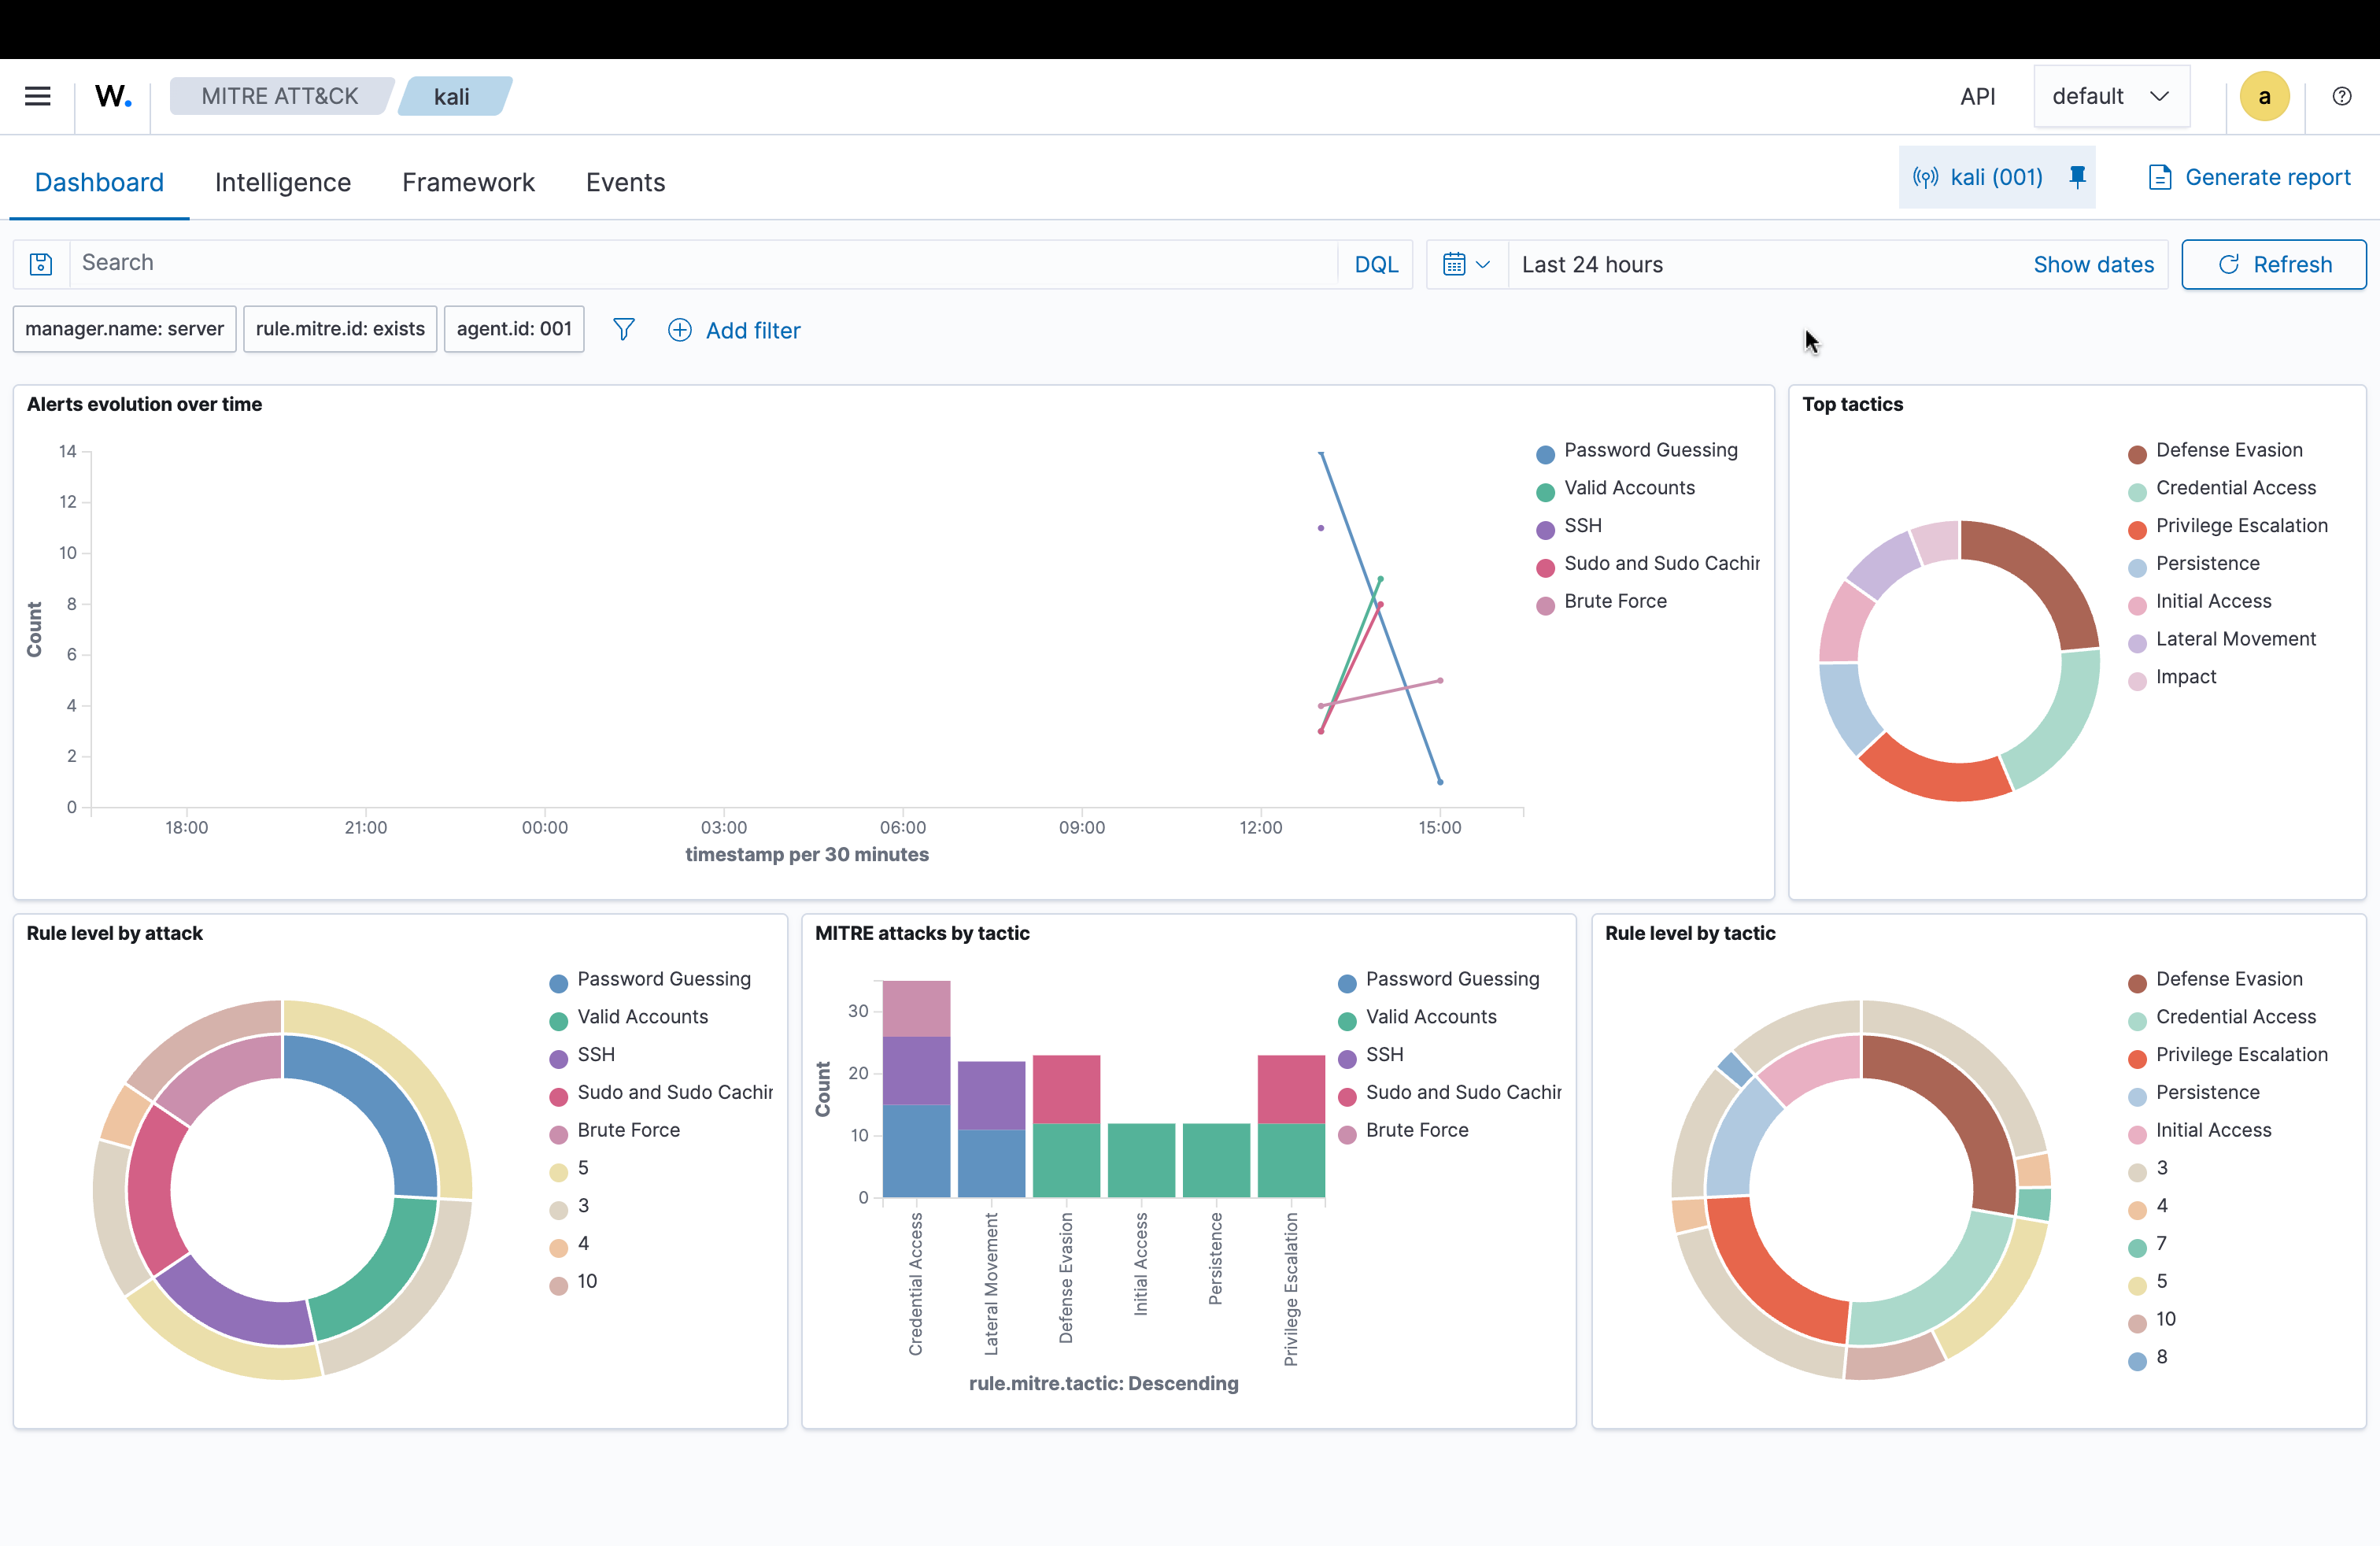 W.
MITRE ATT&CK
kali
API
default
a
Dashboard
Intelligence
Framework
Events
kali (001)
Generate report
Search
DQL
Last 24 hours
Show dates
Refresh
manager.name: server
rule.mitre.id: exists
agent.id: 001
Add filter
Alerts evolution over time
14
12
10
8
6
4
2
0
Count
18:00
21:00
00:00
03:00
06:00
09:00
12:00
15:00
timestamp per 30 minutes
Password Guessing
Valid Accounts
SSH
Sudo and Sudo Cachin
Brute Force
Top tactics
Defense Evasion
Credential Access
Privilege Escalation
Persistence
Initial Access
Lateral Movement
Impact
Rule level by attack
Password Guessing
Valid Accounts
SSH
Sudo and Sudo Cachin
Brute Force
5
3
4
10
MITRE attacks by tactic
30
20
10
0
Count
Credential Access
Lateral Movement
Defense Evasion
Initial Access
Persistence
Privilege Escalation
rule.mitre.tactic: Descending
Password Guessing
Valid Accounts
SSH
Sudo and Sudo Cachin
Brute Force
Rule level by tactic
Defense Evasion
Credential Access
Privilege Escalation
Persistence
Initial Access
3
4
7
5
10
8